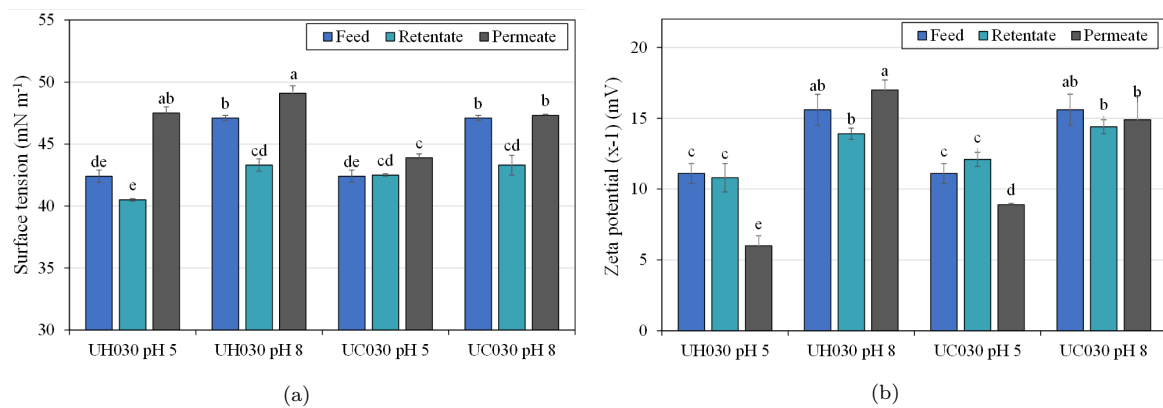 (a)
55
50
45
40
35
30
Surface tension (mN m⁻¹)
Feed Retentate Permeate
de e ab
b cd a
de cd c
b cd b
UH030 pH 5 UH030 pH 8 UC030 pH 5 UC030 pH 8
(a)
(b)
20
15
10
5
0
Zeta potential (x-1) (mV)
Feed Retentate Permeate
c c e
ab b a
c c d
ab b b
UH030 pH 5 UH030 pH 8 UC030 pH 5 UC030 pH 8
(b)